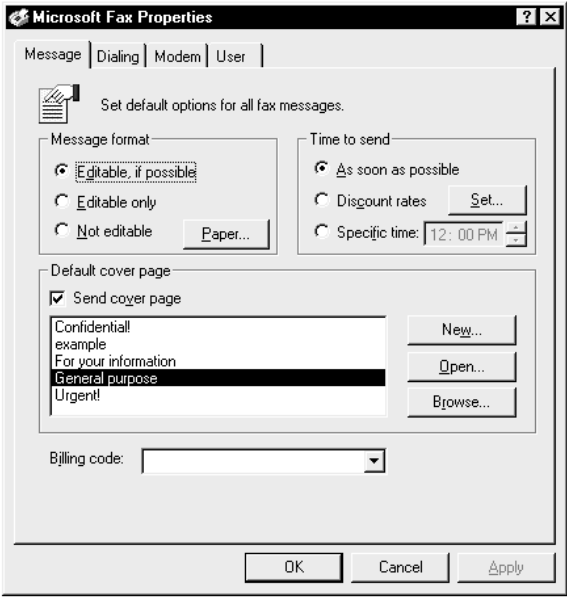 Microsoft Fax Properties
Message Dialing Modem User
Set default options for all fax messages.
Message format
Editable, if possible
Editable only
Not editable
Paper...
Time to send
As soon as possible
Discount rates
Set...
Specific time: 12: 00 PM
Default cover page
Send cover page
Confidential!
example
For your information
General purpose
Urgent!
New...
Open...
Browse...
Billing code:
OK Cancel Apply